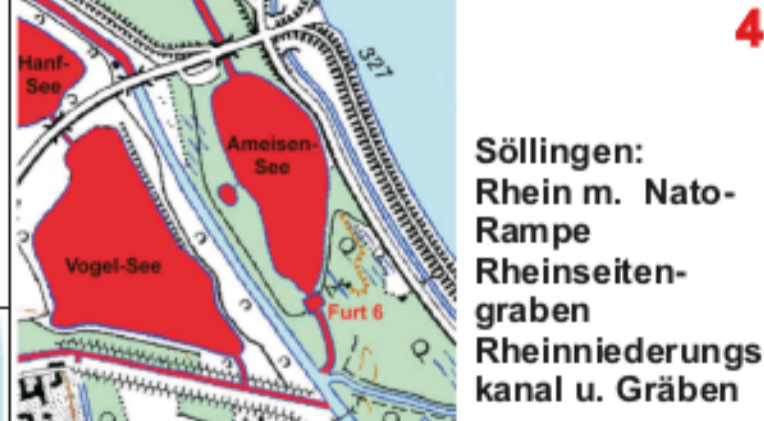 4
Hanf-
See
327
Ameisen-
See
Vogel-See
Furt 6
Söllingen:
Rhein m. Nato-
Rampe
Rheinseiten-
graben
Rheinniederungs
kanal u. Gräben